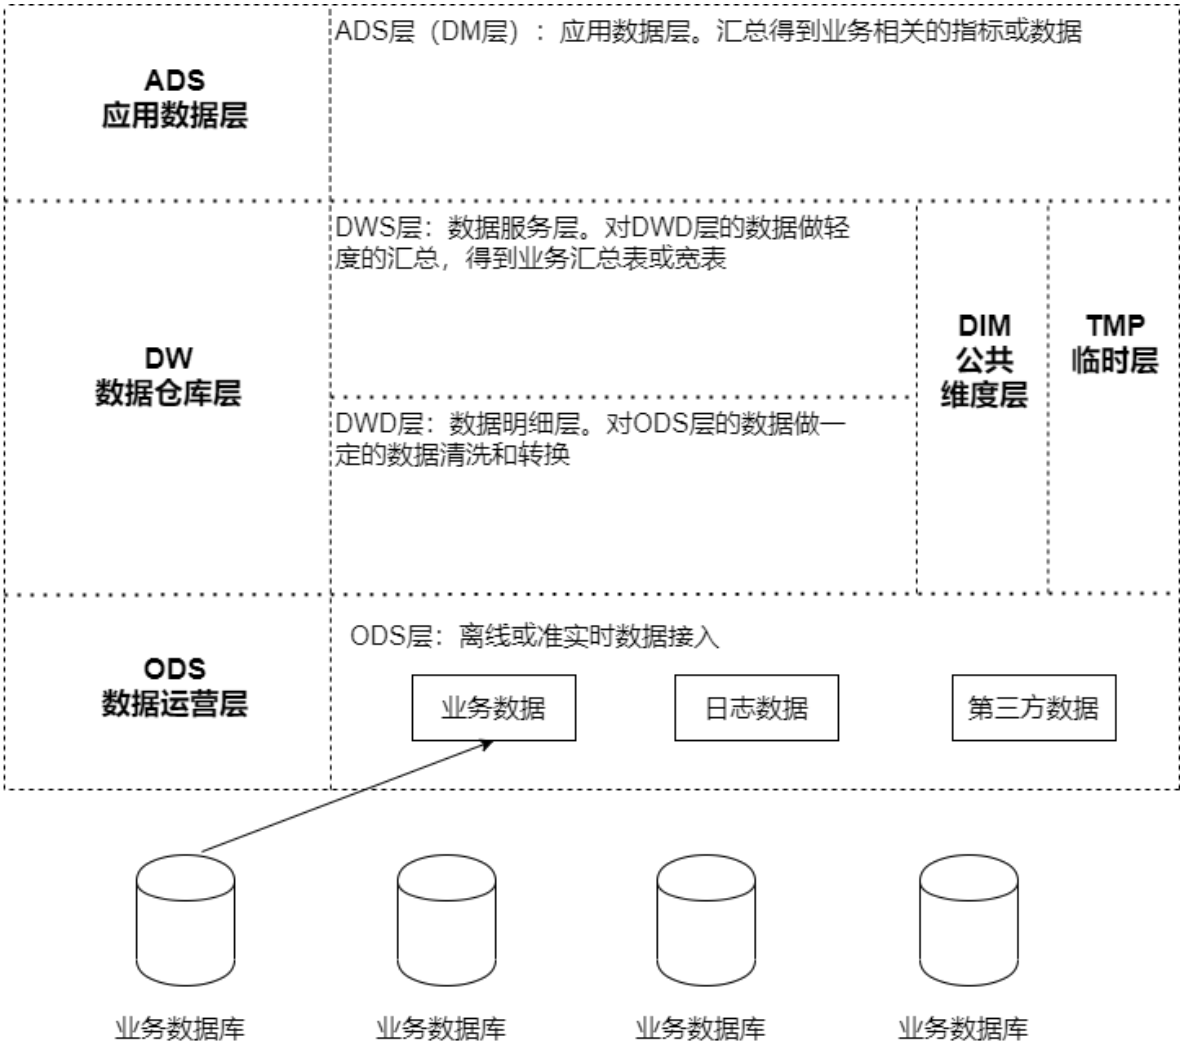 ADS层（DM层）：应用数据层。汇总得到业务相关的指标或数据
ADS
应用数据层
DWS层：数据服务层。对DWD层的数据做轻
度的汇总，得到业务汇总表或宽表
DW
数据仓库层
DIM
公共
维度层
TMP
临时层
DWD层：数据明细层。对ODS层的数据做一
定的数据清洗和转换
ODS层：离线或准实时数据接入
ODS
数据运营层
业务数据
日志数据
第三方数据
业务数据库
业务数据库
业务数据库
业务数据库